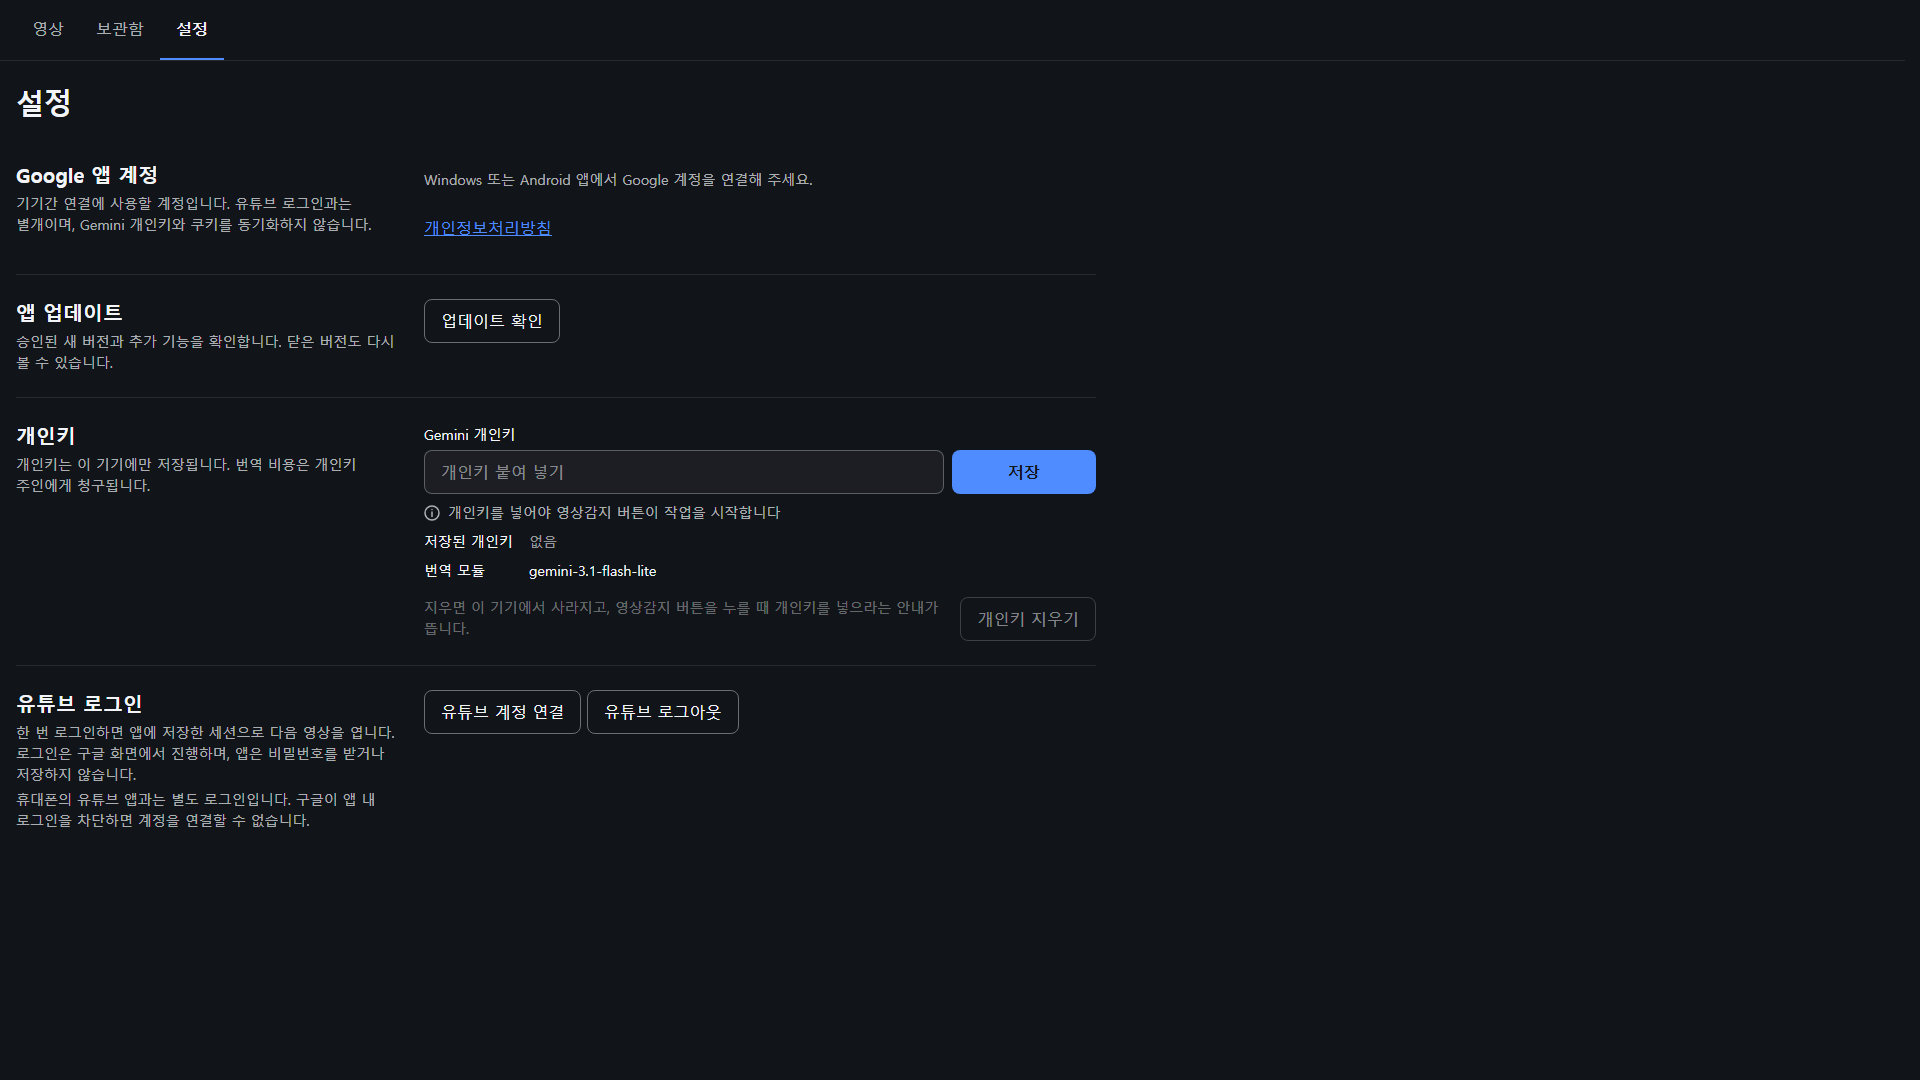 영상
보관함
설정
설정
Google 앱 계정
기기간 연결에 사용할 계정입니다. 유튜브 로그인과는
별개이며, Gemini 개인키와 쿠키를 동기화하지 않습니다.
Windows 또는 Android 앱에서 Google 계정을 연결해 주세요.
개인정보처리방침
앱 업데이트
승인된 새 버전과 추가 기능을 확인합니다. 닫은 버전도 다시
볼 수 있습니다.
업데이트 확인
개인키
개인키는 이 기기에만 저장됩니다. 번역 비용은 개인키
주인에게 청구됩니다.
Gemini 개인키
개인키 붙여 넣기
저장
개인키를 넣어야 영상감지 버튼이 작업을 시작합니다
저장된 개인키 없음
번역 모듈 gemini-3.1-flash-lite
지우면 이 기기에서 사라지고, 영상감지 버튼을 누를 때 개인키를 넣으라는 안내가
뜹니다.
개인키 지우기
유튜브 로그인
한 번 로그인하면 앱에 저장한 세션으로 다음 영상을 엽니다.
로그인은 구글 화면에서 진행하며, 앱은 비밀번호를 받거나
저장하지 않습니다.
휴대폰의 유튜브 앱과는 별도 로그인입니다. 구글이 앱 내
로그인을 차단하면 계정을 연결할 수 없습니다.
유튜브 계정 연결
유튜브 로그아웃